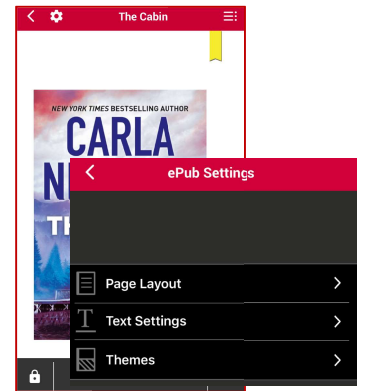 The Cabin
NEW YORK TIMES BESTSELLING AUTHOR
CARLA
ePub Settings
Page Layout
T Text Settings
Themes